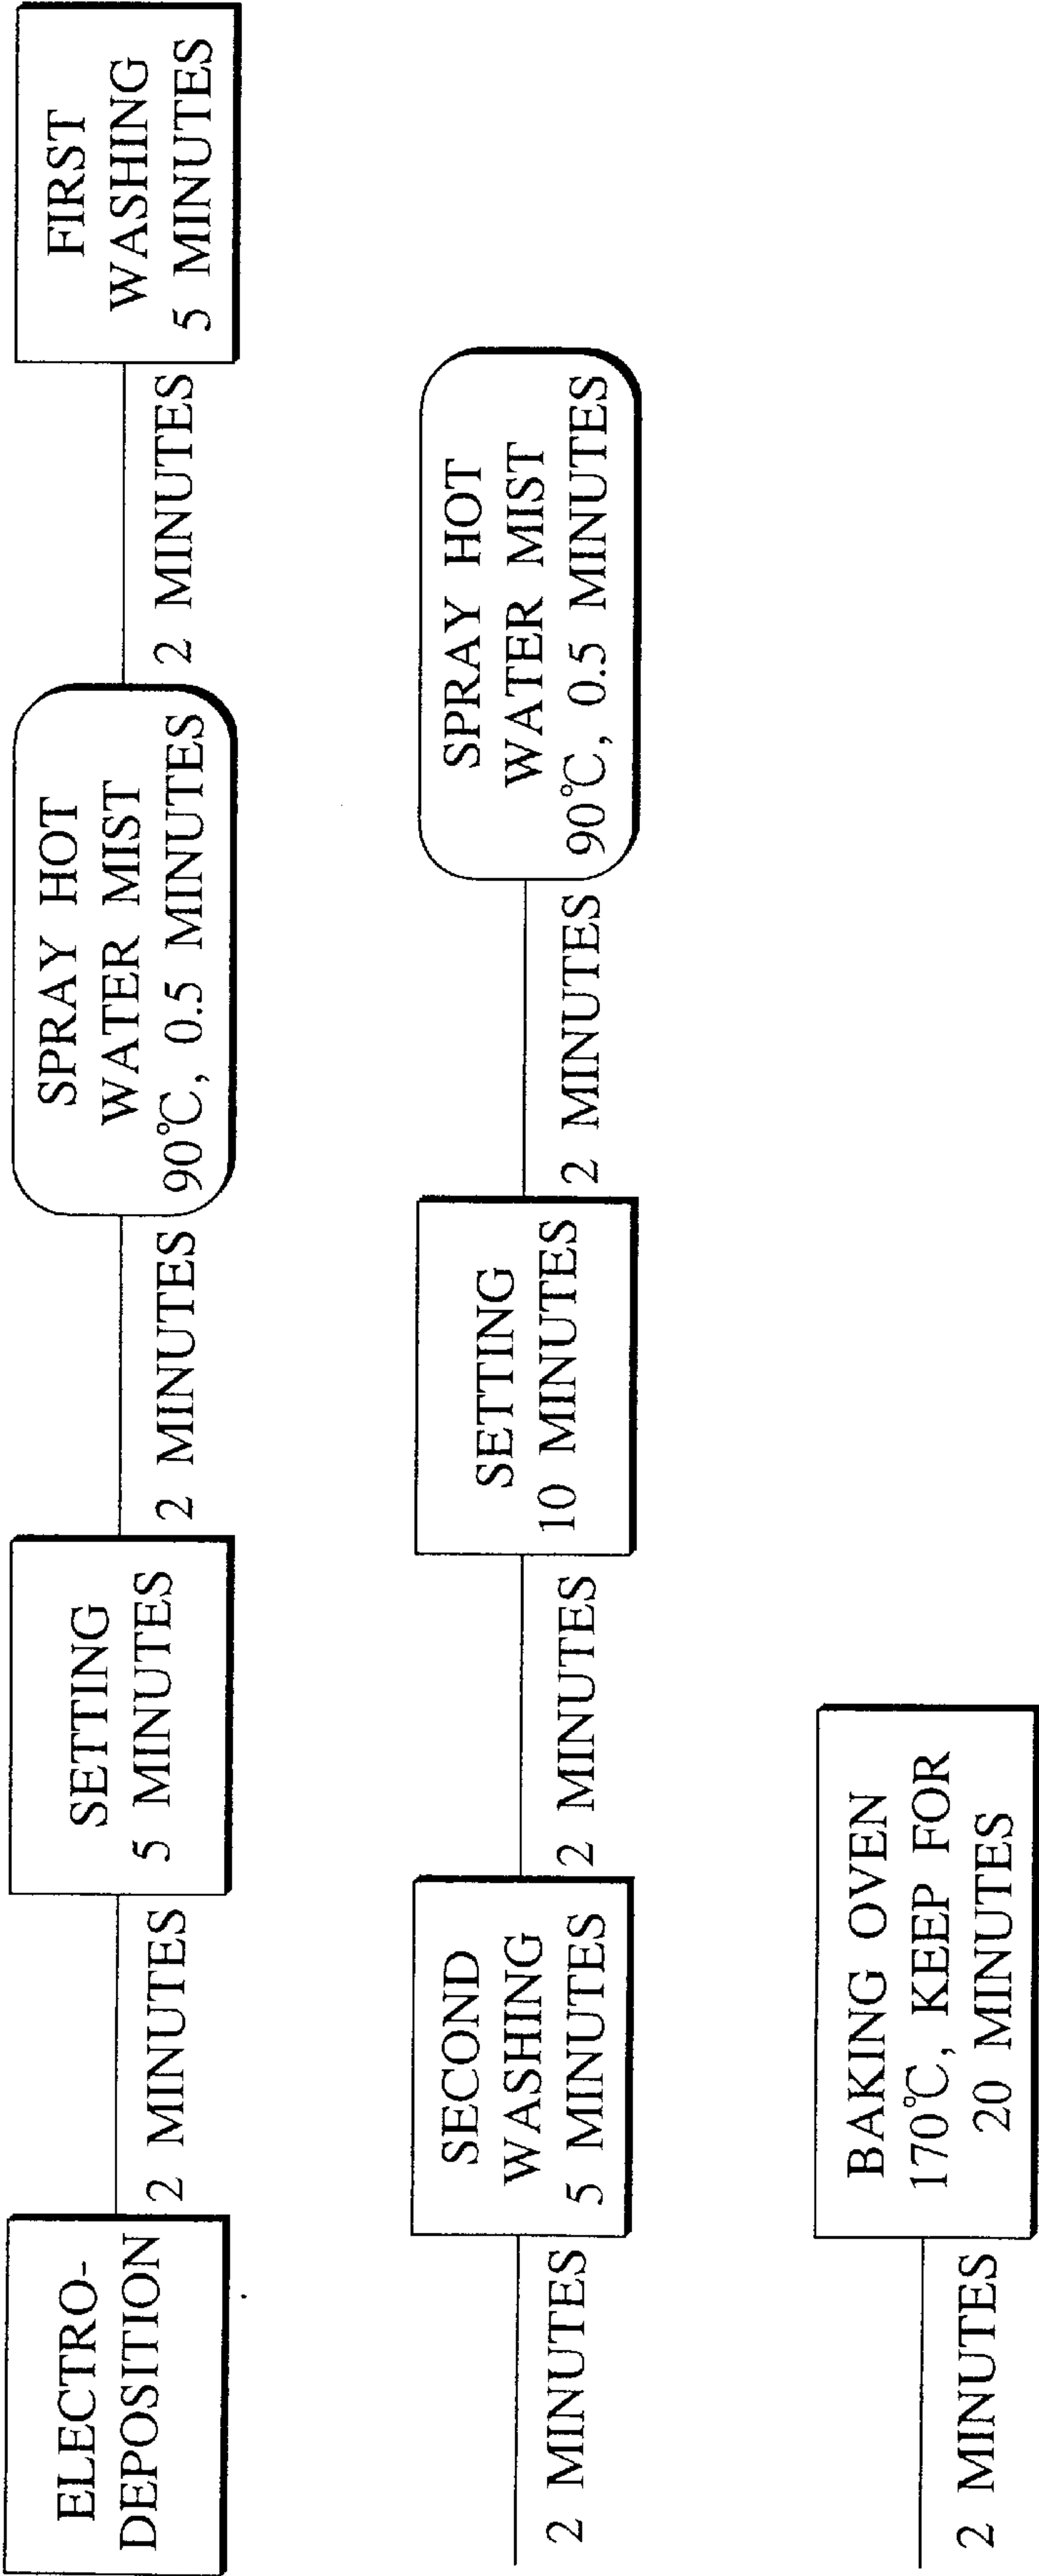 ELECTRO-
DEPOSITION
2 MINUTES
SETTING
5 MINUTES
2 MINUTES
SPRAY HOT
WATER MIST
90℃, 0.5 MINUTES
2 MINUTES
FIRST
WASHING
5 MINUTES
2 MINUTES
SECOND
WASHING
5 MINUTES
2 MINUTES
SETTING
10 MINUTES
2 MINUTES
SPRAY HOT
WATER MIST
90℃, 0.5 MINUTES
2 MINUTES
BAKING OVEN
170℃, KEEP FOR
20 MINUTES